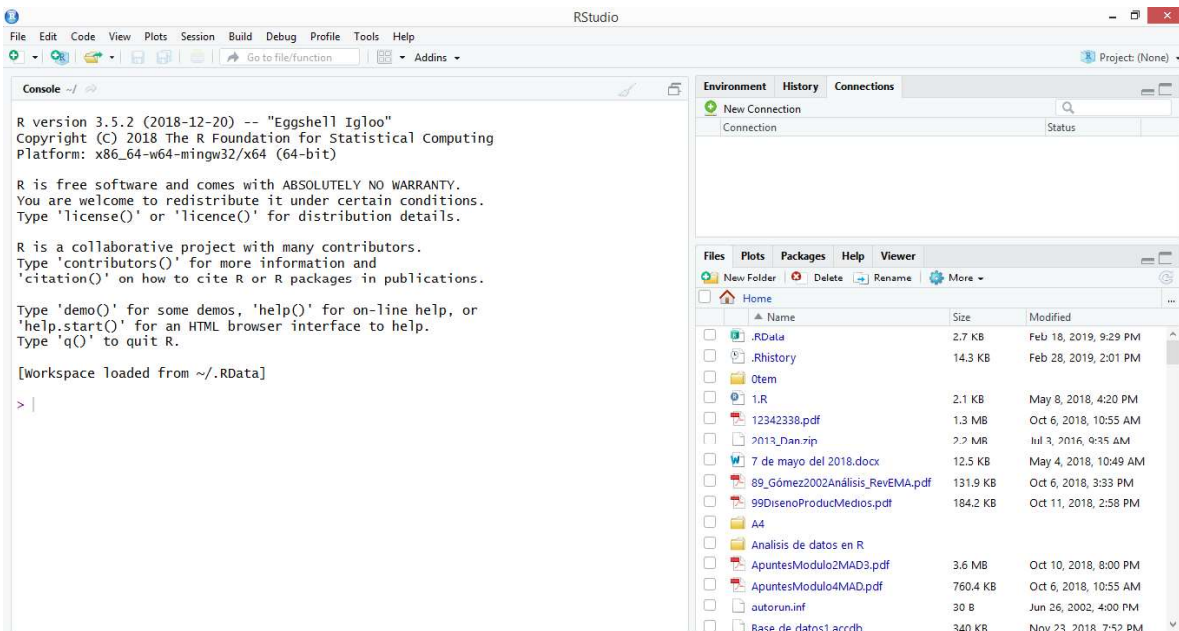 RStudio
File Edit Code View Plots Session Build Debug Profile Tools Help
Go to file/function Addins Project: (None)
Console ~/
R version 3.5.2 (2018-12-20) -- "Eggshell Igloo"
Copyright (C) 2018 The R Foundation for Statistical Computing
Platform: x86_64-w64-mingw32/x64 (64-bit)
R is free software and comes with ABSOLUTELY NO WARRANTY.
You are welcome to redistribute it under certain conditions.
Type 'license()' or 'licence()' for distribution details.
R is a collaborative project with many contributors.
Type 'contributors()' for more information and
'citation()' on how to cite R or R packages in publications.
Type 'demo()' for some demos, 'help()' for on-line help, or
'help.start()' for an HTML browser interface to help.
Type 'q()' to quit R.
[Workspace loaded from ~/.RData]
>
Environment History Connections
New Connection
Connection Status
Files Plots Packages Help Viewer
New Folder Delete Rename More
Home ...
Name Size Modified
.RData 2.7 KB Feb 18, 2019, 9:29 PM
.Rhistory 14.3 KB Feb 28, 2019, 2:01 PM
0tem
1.R 2.1 KB May 8, 2018, 4:20 PM
12342338.pdf 1.3 MB Oct 6, 2018, 10:55 AM
2013_Dan.zip 2.2 MB Jul 3, 2016, 9:35 AM
7 de mayo del 2018.docx 12.5 KB May 4, 2018, 10:49 AM
89_Gómez2002Análisis_RevEMA.pdf 131.9 KB Oct 6, 2018, 3:33 PM
99DisenoProducMedios.pdf 184.2 KB Oct 11, 2018, 2:58 PM
A4
Analisis de datos en R
ApuntesModulo2MAD3.pdf 3.6 MB Oct 10, 2018, 8:00 PM
ApuntesModulo4MAD.pdf 760.4 KB Oct 6, 2018, 10:55 AM
autorun.inf 30 B Jun 26, 2002, 4:00 PM
Base de datos1.accdb 340 KB Nov 23, 2018, 7:52 PM